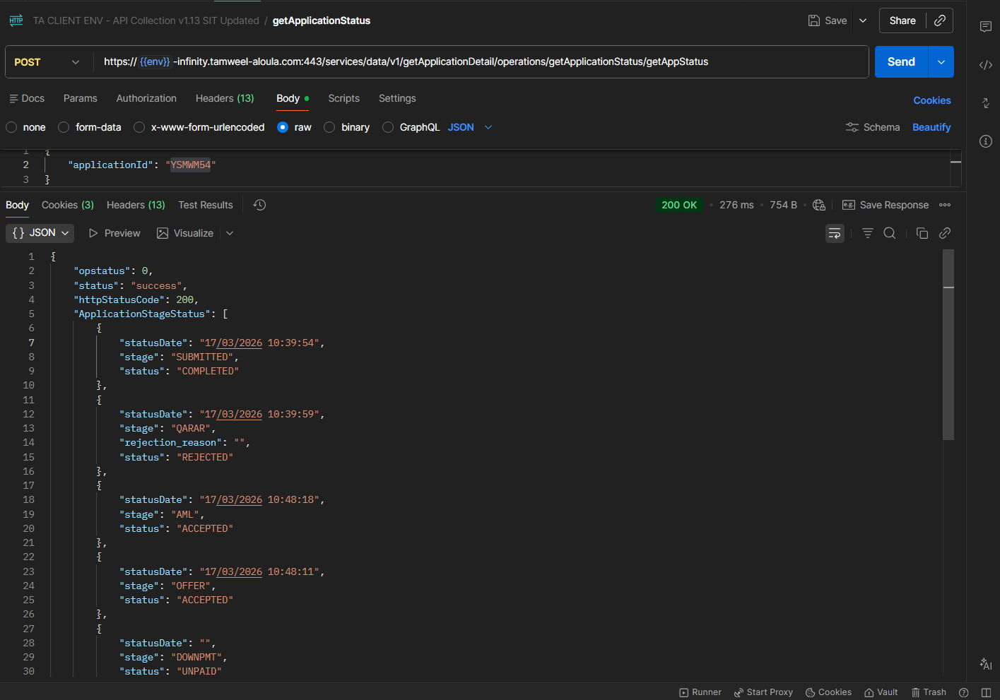 HTTP TA CLIENT ENV - API Collection v1.13 SIT Updated / getApplicationStatus Save Share
POST https:// {{env}} -infinity.tamweel-aloula.com:443/services/data/v1/getApplicationDetail/operations/getApplicationStatus/getAppStatus Send
Docs Params Authorization Headers (13) Body Scripts Settings Cookies
none form-data x-www-form-urlencoded raw binary GraphQL JSON Schema Beautify
1 {
2 "applicationId": "YSMWM54"
3 }
Body Cookies (3) Headers (13) Test Results 200 OK • 276 ms • 754 B • e.g. Save Response
{} JSON Preview Visualize
1 {
2 "opstatus": 0,
3 "status": "success",
4 "httpStatusCode": 200,
5 "ApplicationStageStatus": [
6 {
7 "statusDate": "17/03/2026 10:39:54",
8 "stage": "SUBMITTED",
9 "status": "COMPLETED"
10 },
11 {
12 "statusDate": "17/03/2026 10:39:59",
13 "stage": "QARAR",
14 "rejection_reason": "",
15 "status": "REJECTED"
16 },
17 {
18 "statusDate": "17/03/2026 10:48:18",
19 "stage": "AML",
20 "status": "ACCEPTED"
21 },
22 {
23 "statusDate": "17/03/2026 10:48:11",
24 "stage": "OFFER",
25 "status": "ACCEPTED"
26 },
27 {
28 "statusDate": "",
29 "stage": "DOWNPMT",
30 "status": "UNPAID"
AI
Runner Start Proxy Cookies Vault Trash